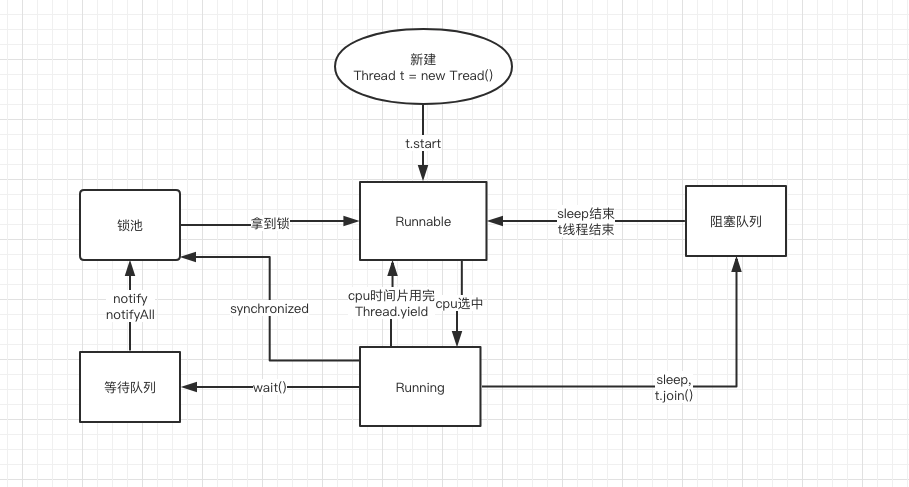 新建
Thread t = new Tread()
t.start
锁池
拿到锁
Runnable
sleep结束
t线程结束
阻塞队列
notify
notifyAll
synchronized
cpu时间片用完
Thread.yield
cpu选中
等待队列
wait()
Running
sleep,
t.join()